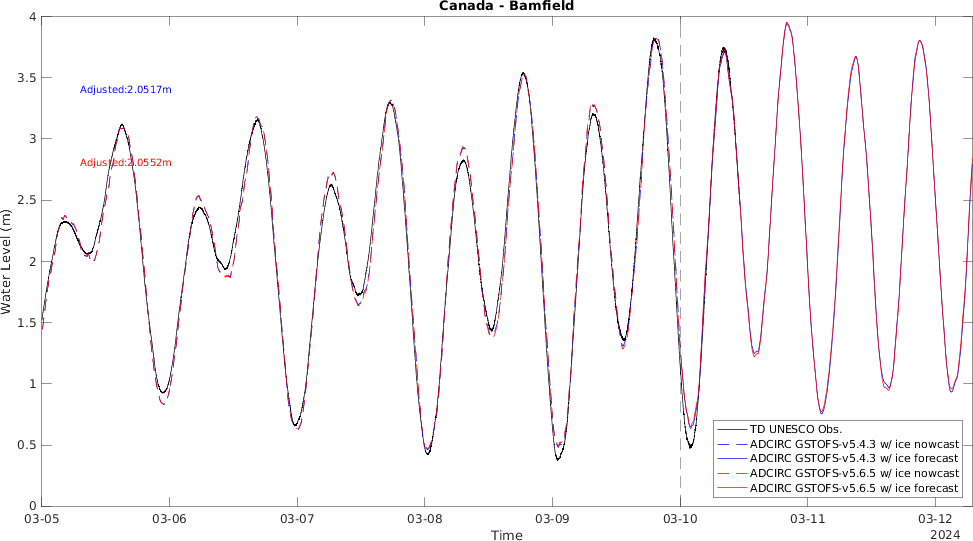 Canada - Bamfield
Water Level (m)
4
3.5
3
2.5
2
1.5
1
0.5
0
Adjusted:2.0517m
Adjusted:2.0552m
TD UNESCO Obs.
ADCIRC GSTOFS-v5.4.3 w/ ice nowcast
ADCIRC GSTOFS-v5.4.3 w/ ice forecast
ADCIRC GSTOFS-v5.6.5 w/ ice nowcast
ADCIRC GSTOFS-v5.6.5 w/ ice forecast
03-05 03-06 03-07 03-08 03-09 03-10 03-11 03-12
Time
2024